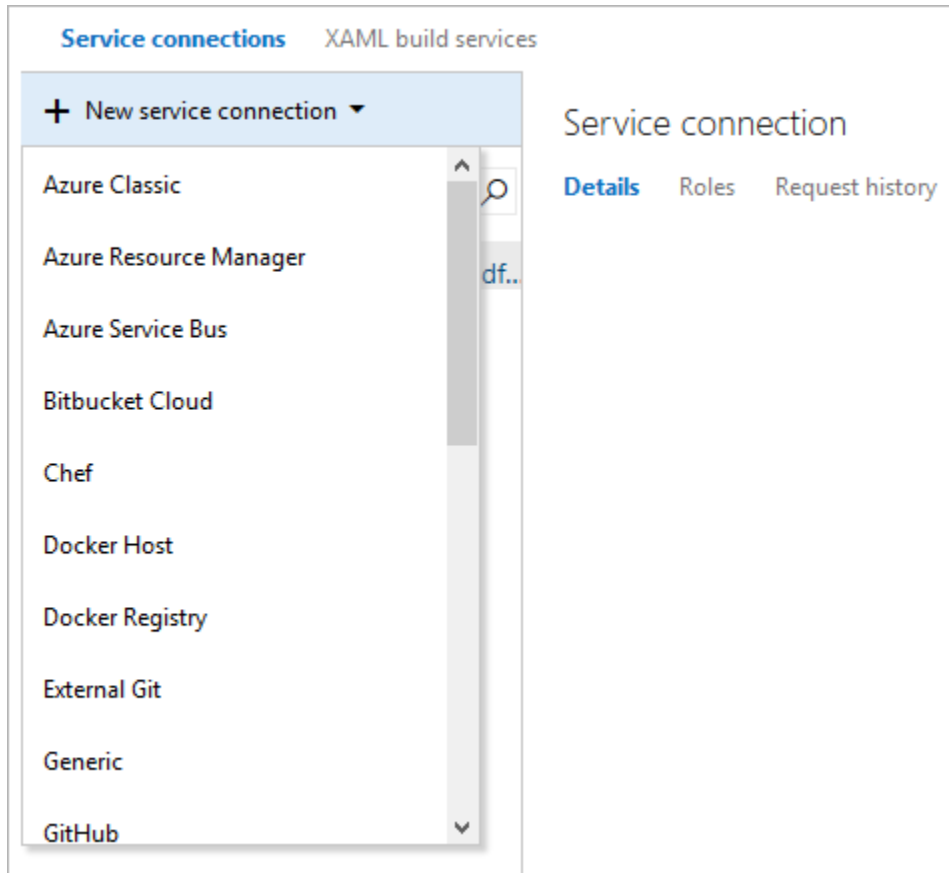 Service connections XAML build services
+ New service connection
Service connection
Details Roles Request history
Azure Classic
Azure Resource Manager
df...
Azure Service Bus
Bitbucket Cloud
Chef
Docker Host
Docker Registry
External Git
Generic
GitHub